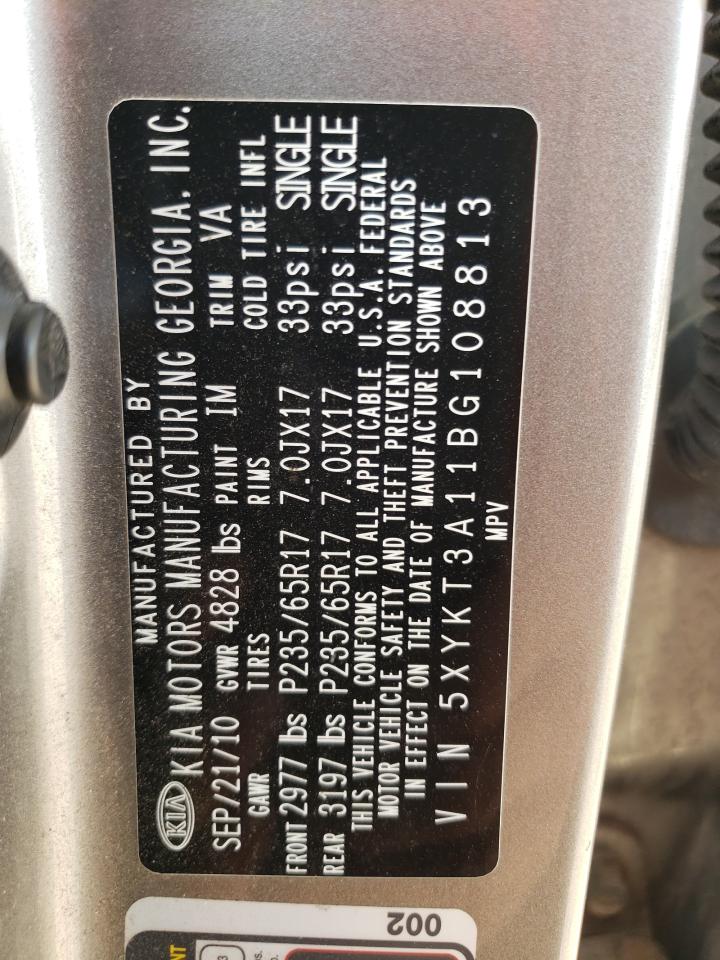 MANUFACTURED BY
KIA KIA MOTORS MANUFACTURING GEORGIA, INC.
SEP/21/10 GVWR 4828 lbs PAINT IM TRIM VA
GAWR TIRES RIMS COLD TIRE INFL
FRONT 2977 lbs P235/65R17 7.0JX17 33psi SINGLE
REAR 3197 lbs P235/65R17 7.0JX17 33psi SINGLE
THIS VEHICLE CONFORMS TO ALL APPLICABLE U.S.A. FEDERAL
MOTOR VEHICLE SAFETY AND THEFT PREVENTION STANDARDS
IN EFFECT ON THE DATE OF MANUFACTURE SHOWN ABOVE
VIN 5XYKT3A11BG108813
MPV
002